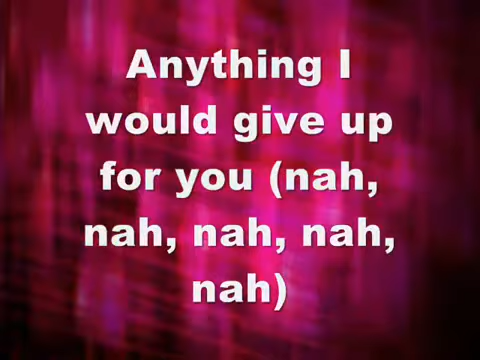 Anything I
would give up
for you (nah,
nah, nah, nah,
nah)